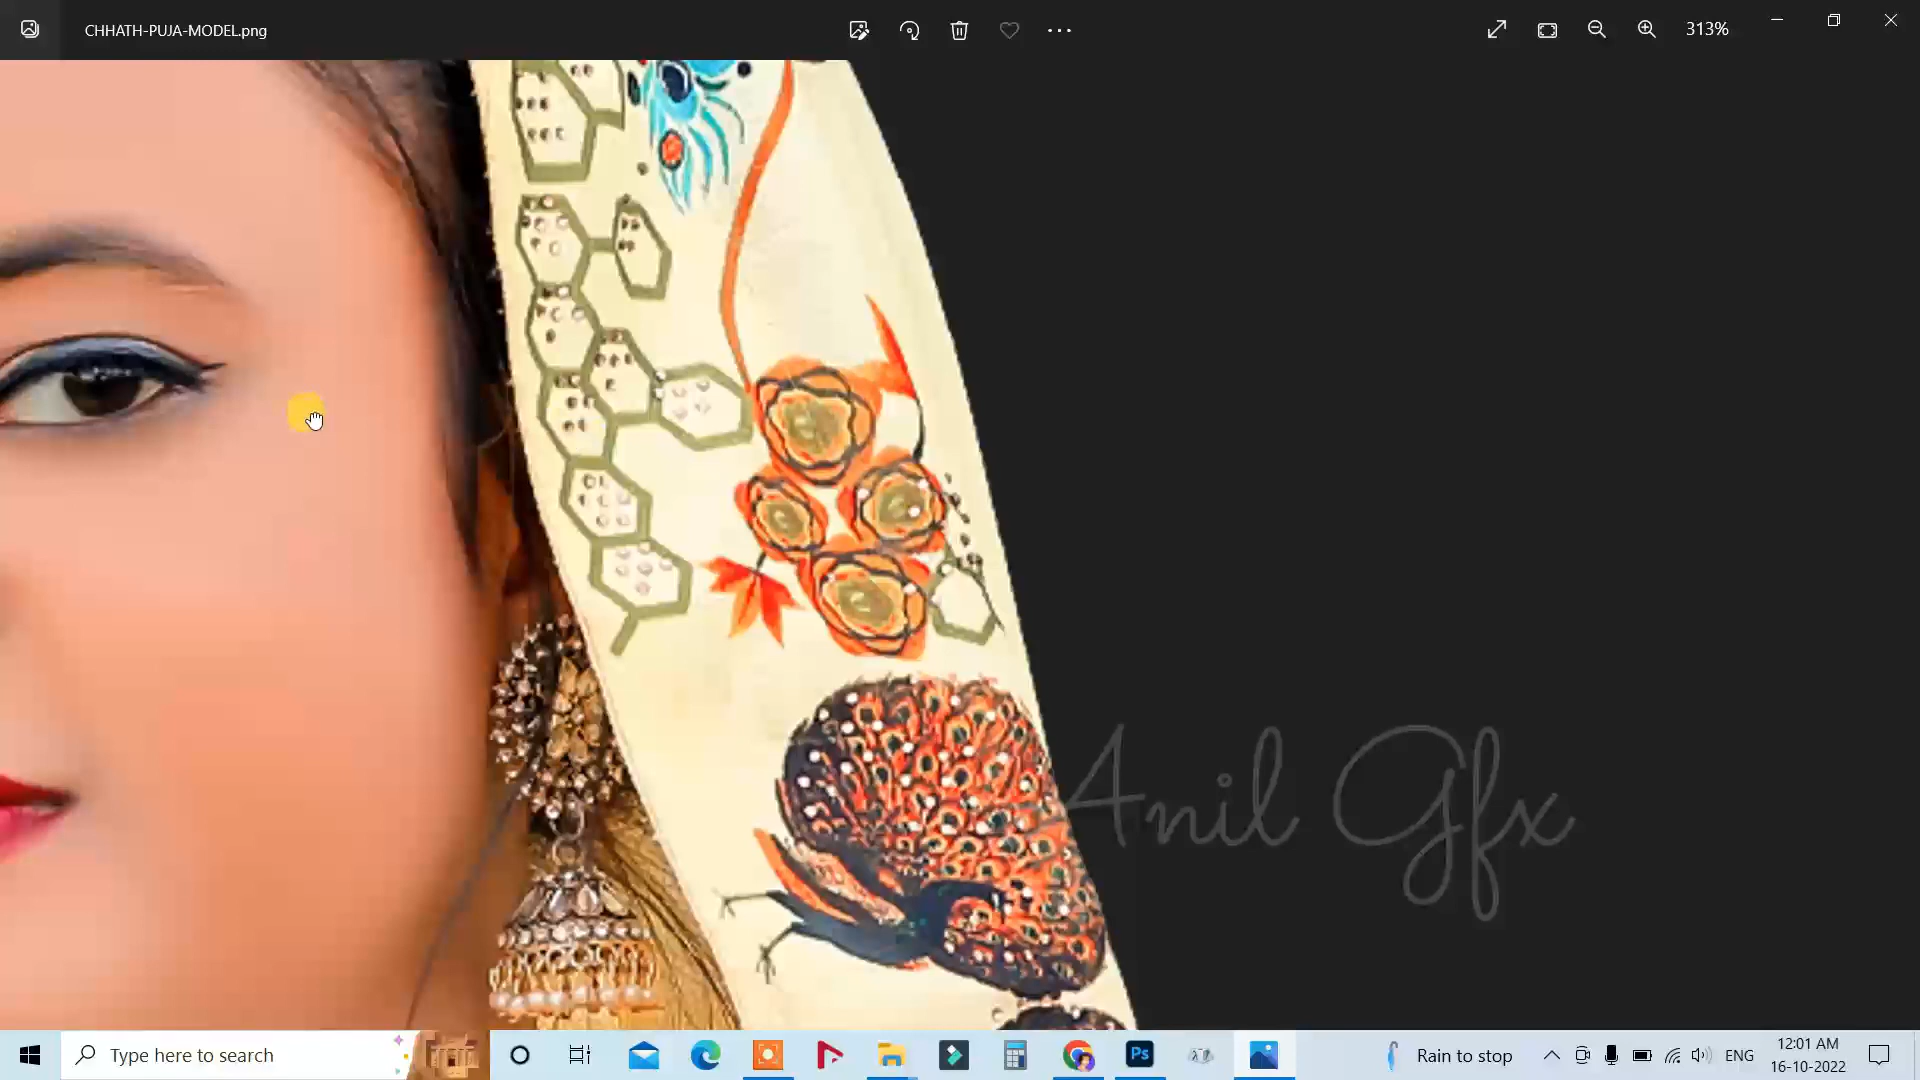 CHHATH-PUJA-MODEL.png
313%
Anil Gfx
Type here to search
Ps
Rain to stop
ENG
12:01 AM
16-10-2022